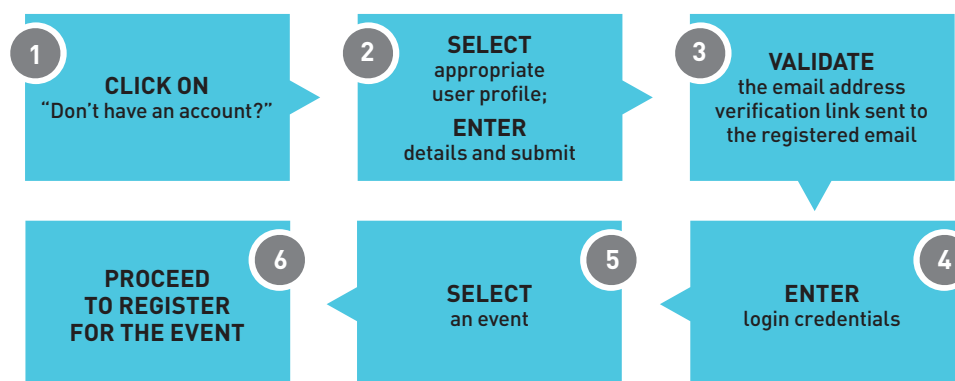 1
CLICK ON
“Don’t have an account?”
2
SELECT
appropriate
user profile;
ENTER
details and submit
3
VALIDATE
the email address
verification link sent to
the registered email
4
ENTER
login credentials
5
SELECT
an event
6
PROCEED
TO REGISTER
FOR THE EVENT